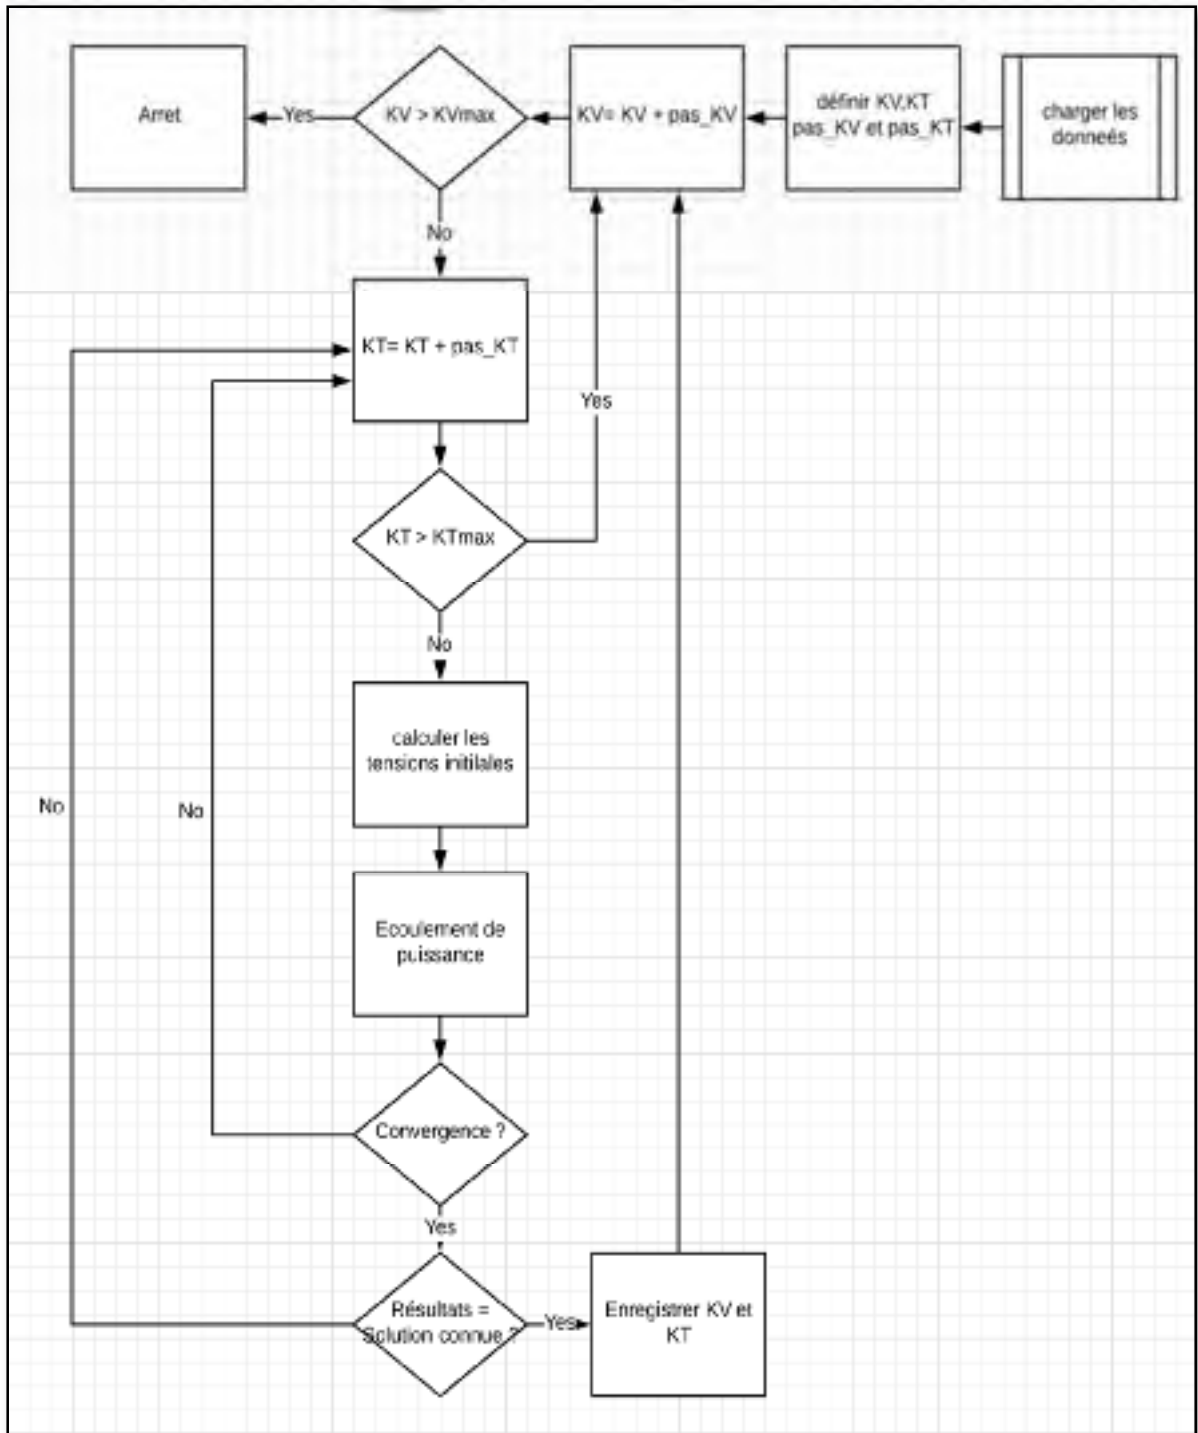 charger les
donneés
définir KV,KT
pas_KV et pas_KT
KV= KV + pas_KV
KV > KVmax
Yes
Arret
No
KT= KT + pas_KT
KT > KTmax
Yes
No
calculer les
tensions initilales
Ecoulement de
puissance
Convergence ?
No
Yes
Résultats =
Solution connue ?
No
Yes
Enregistrer KV et
KT